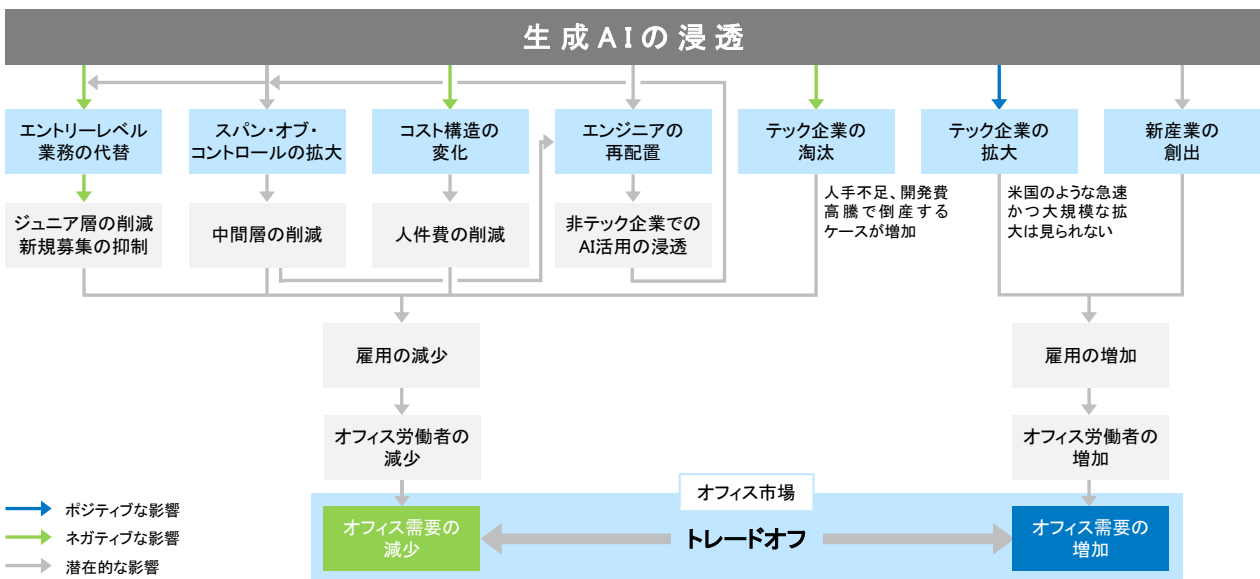 生成AIの浸透
エントリーレベル
業務の代替
スパン・オブ・
コントロールの拡大
コスト構造の
変化
エンジニアの
再配置
テック企業の
淘汰
テック企業の
拡大
新産業の
創出
ジュニア層の削減
新規募集の抑制
中間層の削減
人件費の削減
非テック企業での
AI活用の浸透
人手不足、開発費
高騰で倒産する
ケースが増加
米国のような急速
かつ大規模な拡
大は見られない
雇用の減少
雇用の増加
オフィス労働者の
減少
オフィス労働者の
増加
オフィス市場
オフィス需要の
減少
トレードオフ
オフィス需要の
増加
ポジティブな影響
ネガティブな影響
潜在的な影響